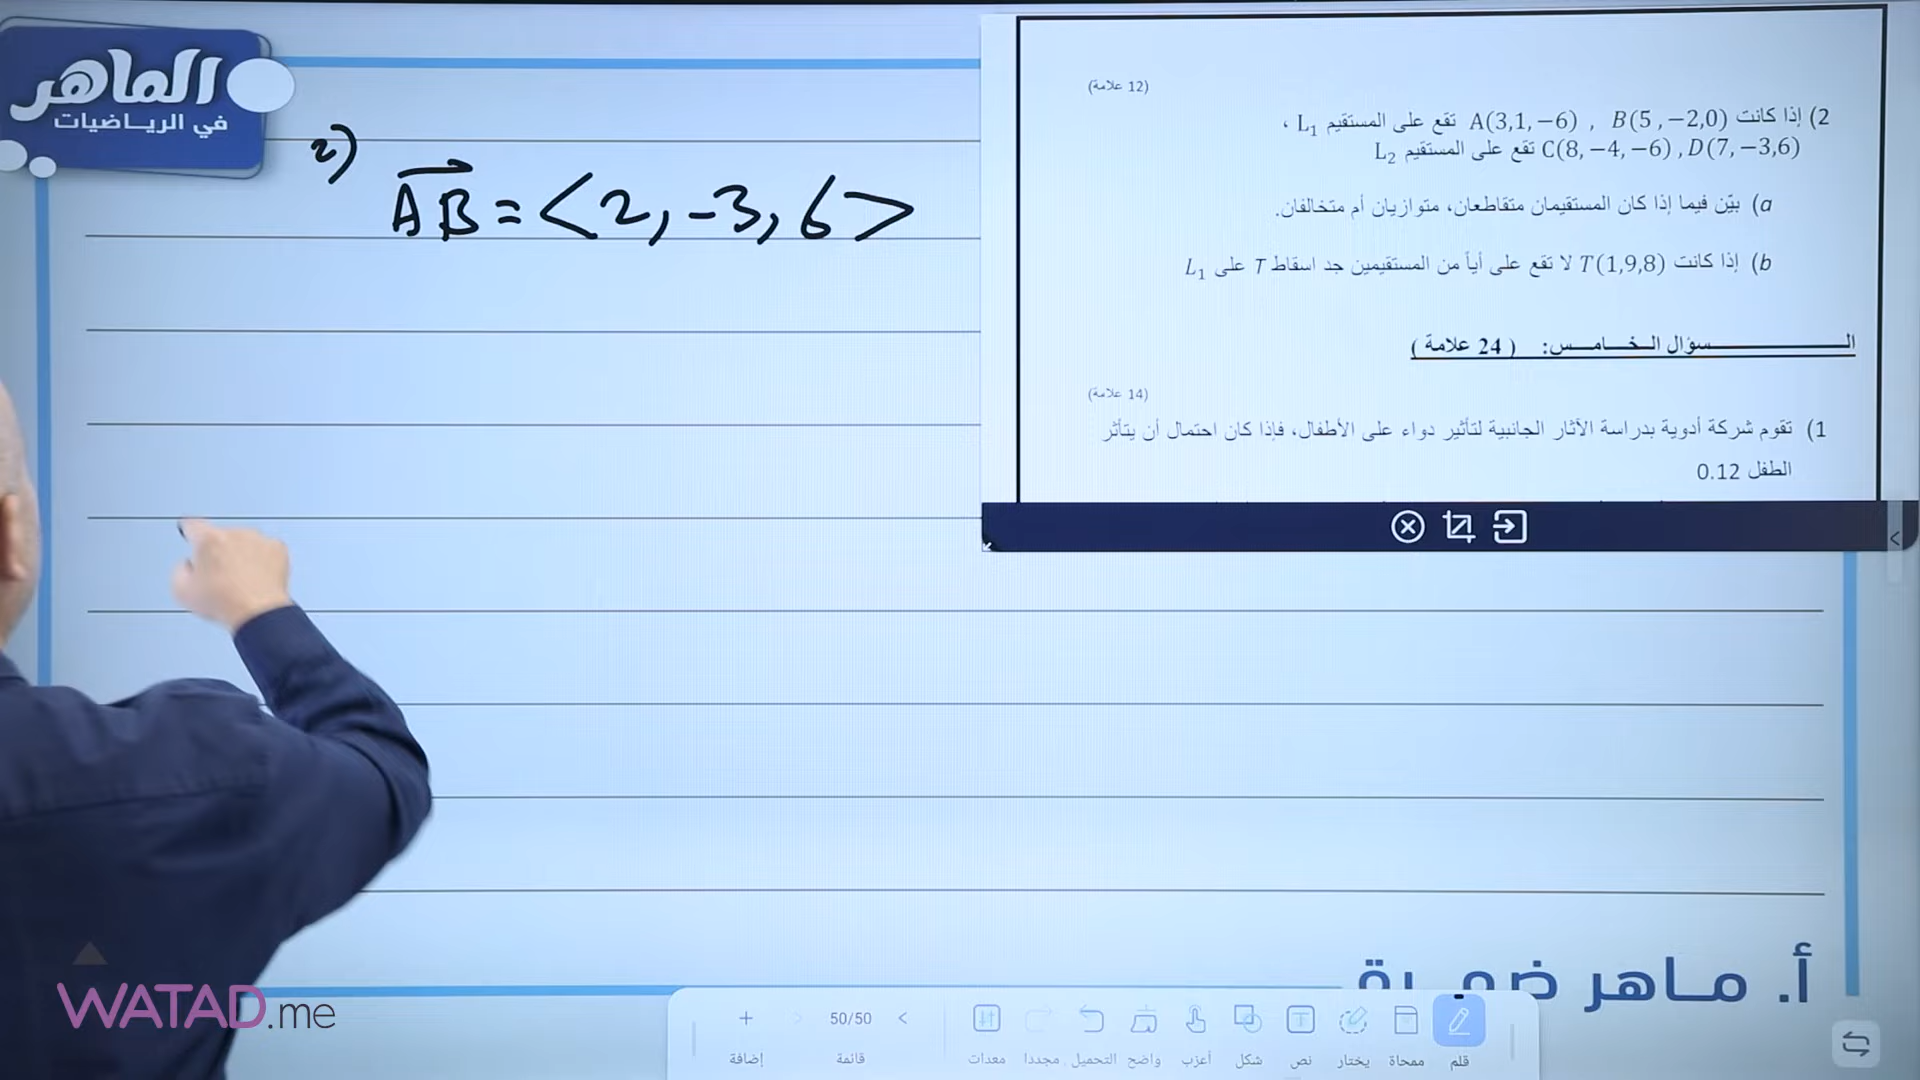 الماهر
في الرياضيات
2)
AB = <2, -3, 6>
(12 علامة)
2) إذا كانت A(3,1,−6) , B(5,−2,0) تقع على المستقيم L1 ،
C(8,−4,−6) , D(7,−3,6) تقع على المستقيم L2
a) بيّن فيما إذا كان المستقيمان متقاطعان، متوازيان أم متخالفان.
b) إذا كانت T(1,9,8) لا تقع على أياً من المستقيمين جد اسقاط T على L1
الـــسؤال الـخـــامـــس: (24 علامة)
(14 علامة)
1) تقوم شركة أدوية بدراسة الآثار الجانبية لتأثير دواء على الأطفال، فإذا كان احتمال أن يتأثر
الطفل 0.12
أ. مــاهر ضمــرة
WATAD.me
قلم
ممحاة
يختار
نص
شكل
أعزب
واضح
التحميل
مجددا
معدات
50/50
قائمة
إضافة